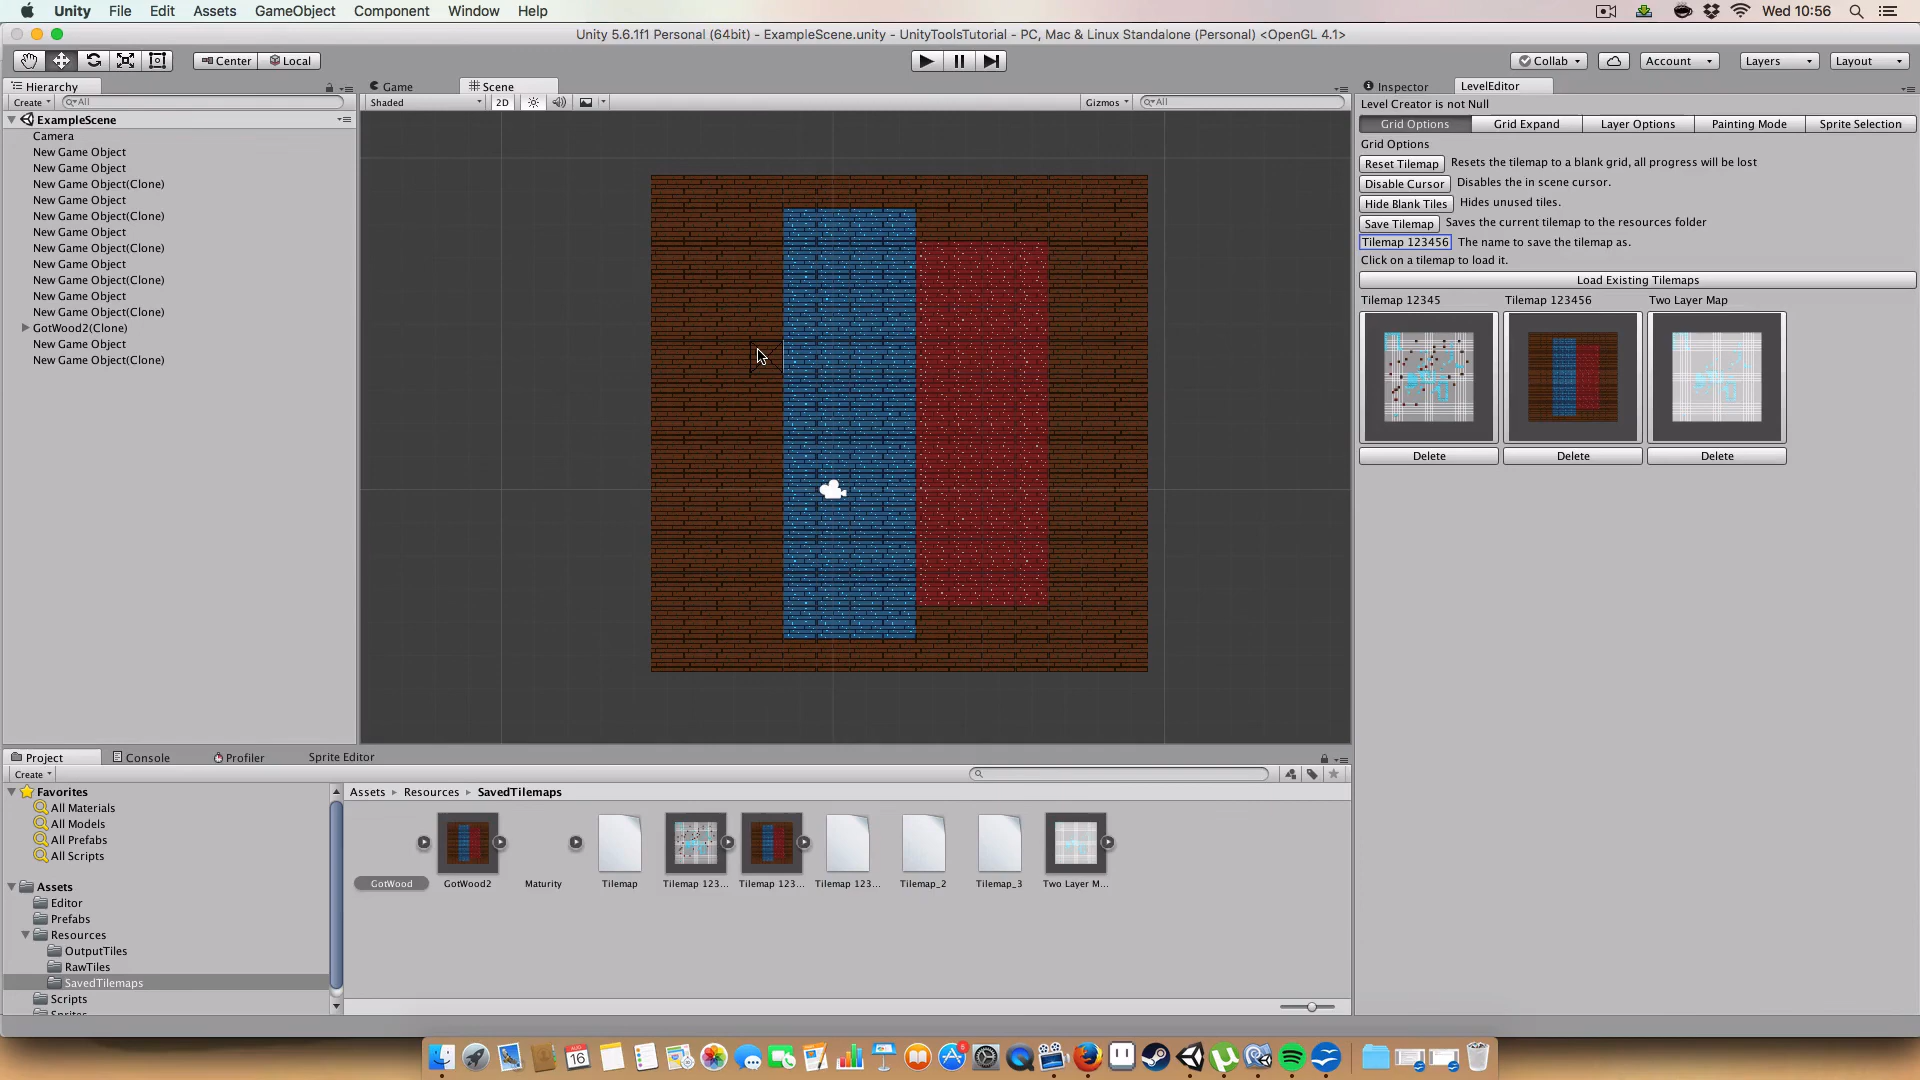 Unity File Edit Assets GameObject Component Window Help Wed 10:56
Unity 5.6.1f1 Personal (64bit) - ExampleScene.unity - UnityToolsTutorial - PC, Mac & Linux Standalone (Personal) <OpenGL 4.1>
Center Local Collab Account Layers Layout
Hierarchy
Create All
ExampleScene
Camera
New Game Object
New Game Object
New Game Object(Clone)
New Game Object
New Game Object(Clone)
New Game Object
New Game Object(Clone)
New Game Object
New Game Object(Clone)
New Game Object
New Game Object(Clone)
GotWood2(Clone)
New Game Object
New Game Object(Clone)
Game Scene
Shaded 2D Gizmos All
Inspector LevelEditor
Level Creator is not Null
Grid Options Grid Expand Layer Options Painting Mode Sprite Selection
Grid Options
Reset Tilemap Resets the tilemap to a blank grid, all progress will be lost
Disable Cursor Disables the in scene cursor.
Hide Blank Tiles Hides unused tiles.
Save Tilemap Saves the current tilemap to the resources folder
Tilemap 123456 The name to save the tilemap as.
Click on a tilemap to load it.
Load Existing Tilemaps
Tilemap 12345 Tilemap 123456 Two Layer Map
Delete Delete Delete
Project Console Profiler Sprite Editor
Create
Favorites
All Materials
All Models
All Prefabs
All Scripts
Assets
Editor
Prefabs
Resources
OutputTiles
RawTiles
SavedTilemaps
Scripts
Sprites
Assets Resources SavedTilemaps
GotWood GotWood2 Maturity Tilemap Tilemap 123... Tilemap 123... Tilemap 123... Tilemap_2 Tilemap_3 Two Layer M...
16